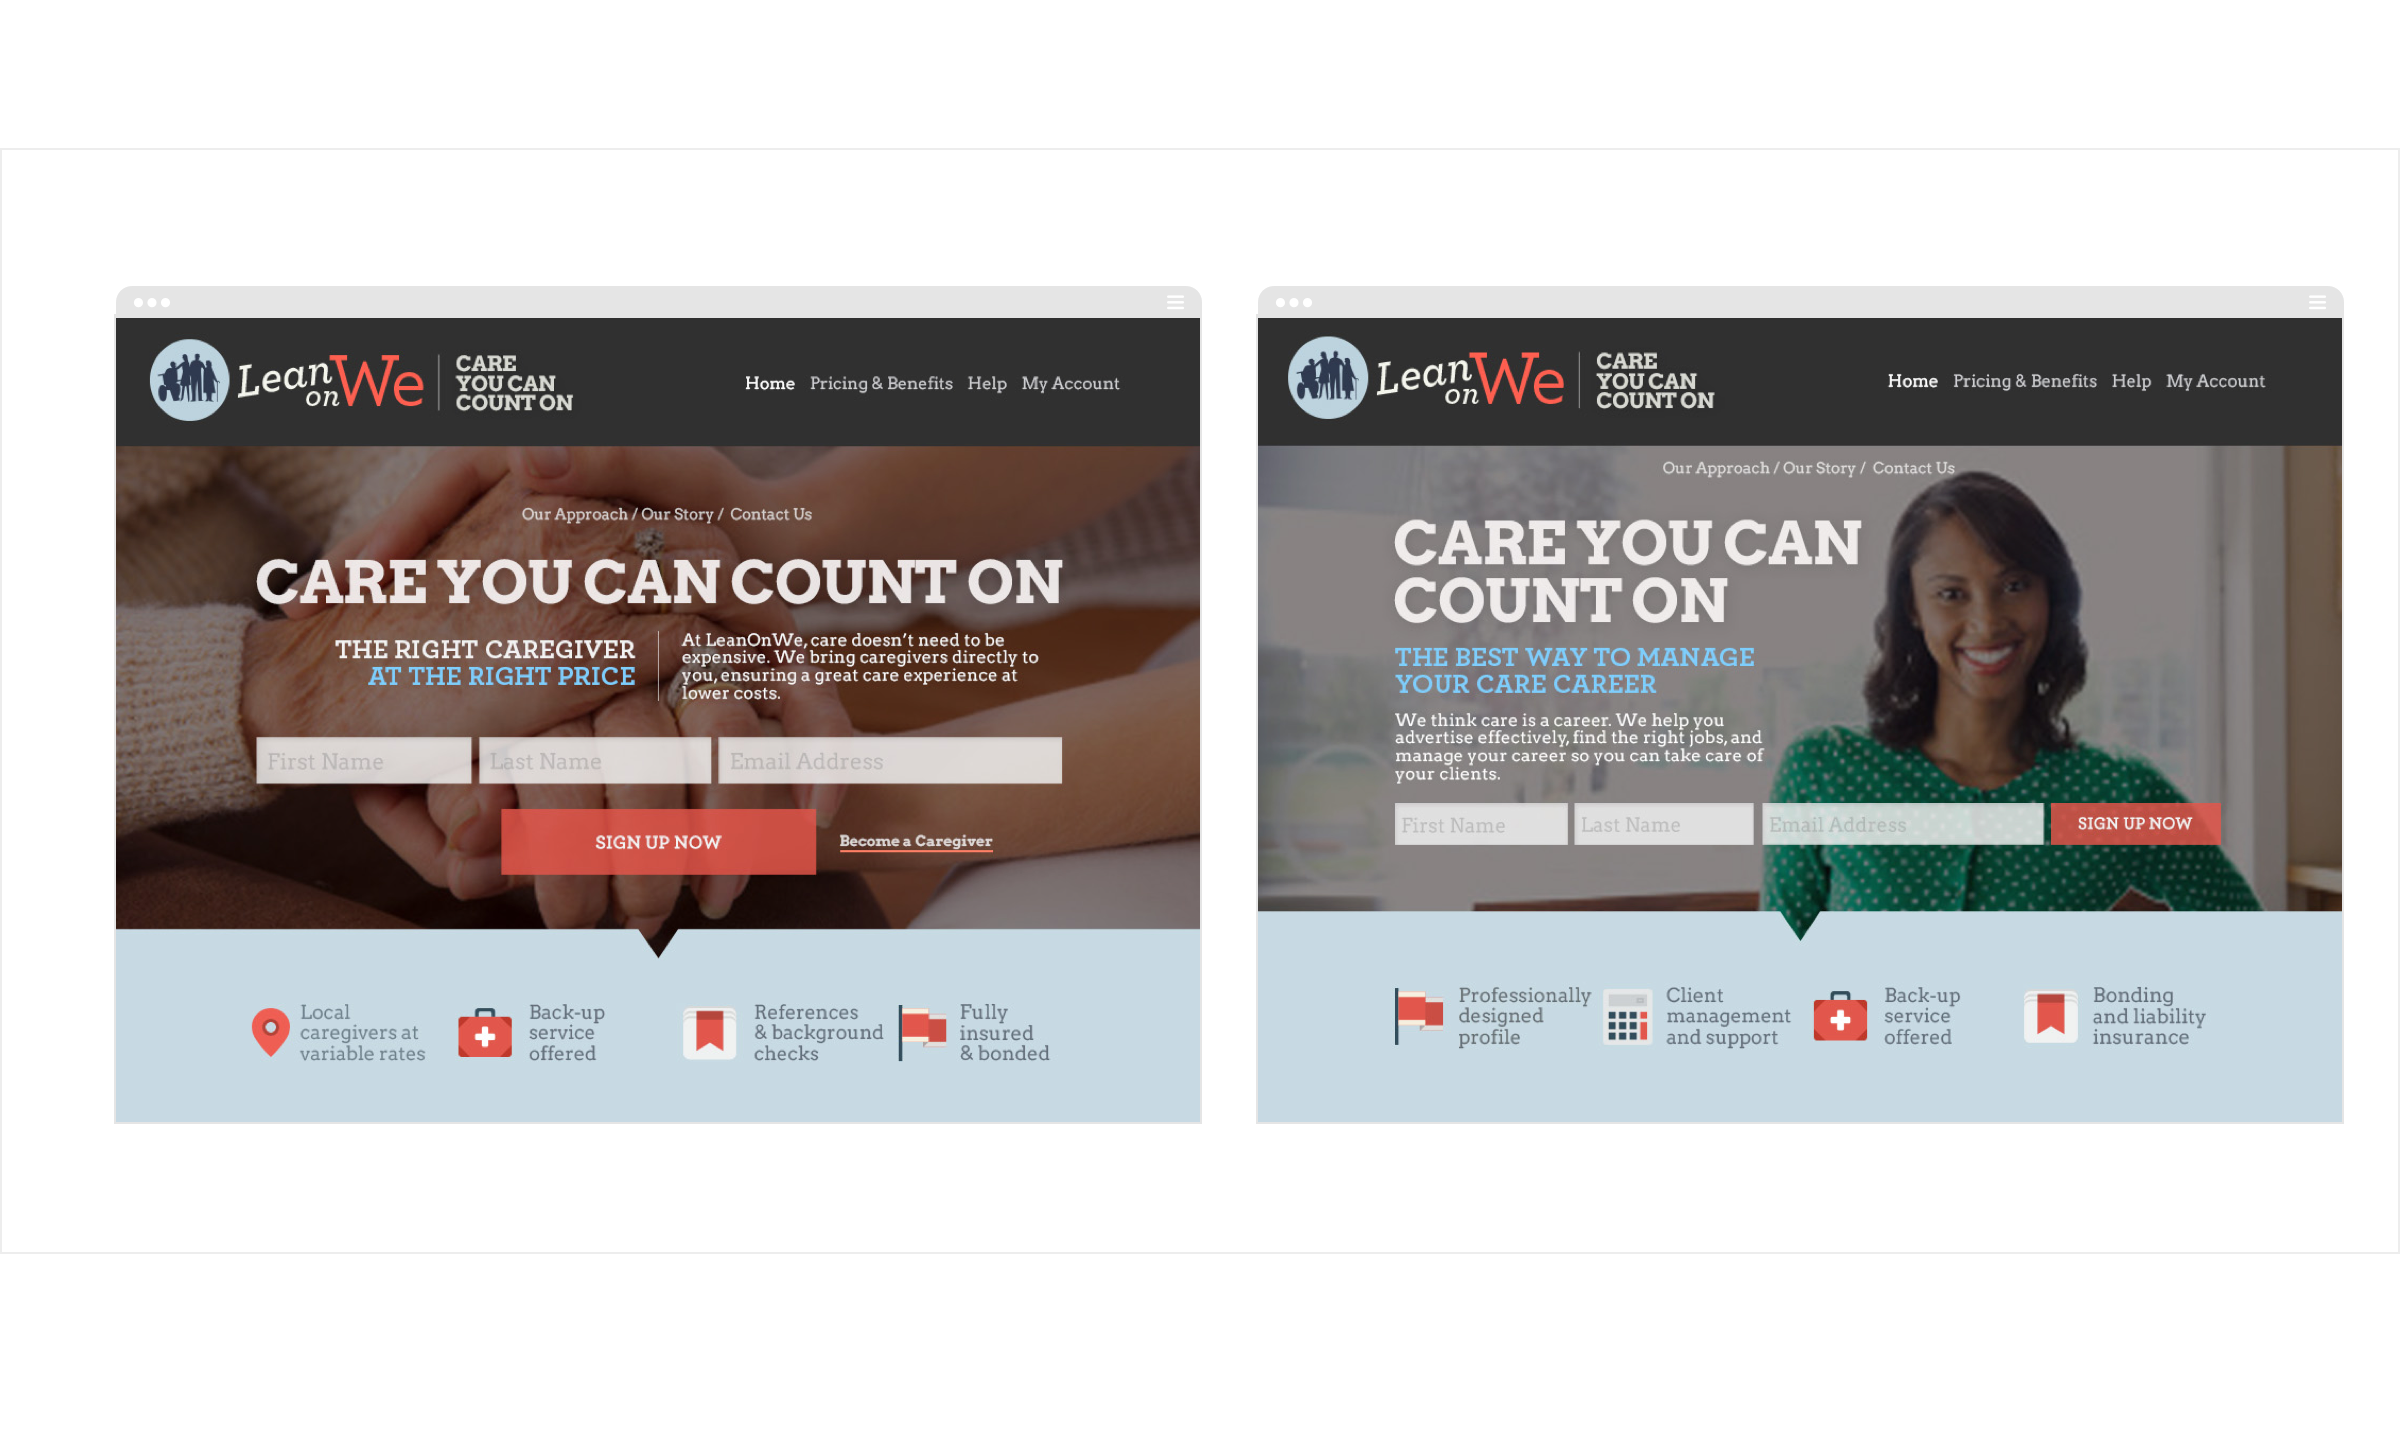 Lean on We
CARE
YOU CAN
COUNT ON
Home Pricing & Benefits Help My Account
Our Approach / Our Story / Contact Us
CARE YOU CAN COUNT ON
THE RIGHT CAREGIVER
AT THE RIGHT PRICE
At LeanOnWe, care doesn’t need to be
expensive. We bring caregivers directly to
you, ensuring a great care experience at
lower costs.
First Name Last Name Email Address
SIGN UP NOW
Become a Caregiver
Local
caregivers at
variable rates
Back-up
service
offered
References
& background
checks
Fully
insured
& bonded
Lean on We
CARE
YOU CAN
COUNT ON
Home Pricing & Benefits Help My Account
Our Approach / Our Story / Contact Us
CARE YOU CAN
COUNT ON
THE BEST WAY TO MANAGE
YOUR CARE CAREER
We think care is a career. We help you
advertise effectively, find the right jobs, and
manage your career so you can take care of
your clients.
First Name Last Name Email Address SIGN UP NOW
Professionally
designed
profile
Client
management
and support
Back-up
service
offered
Bonding
and liability
insurance